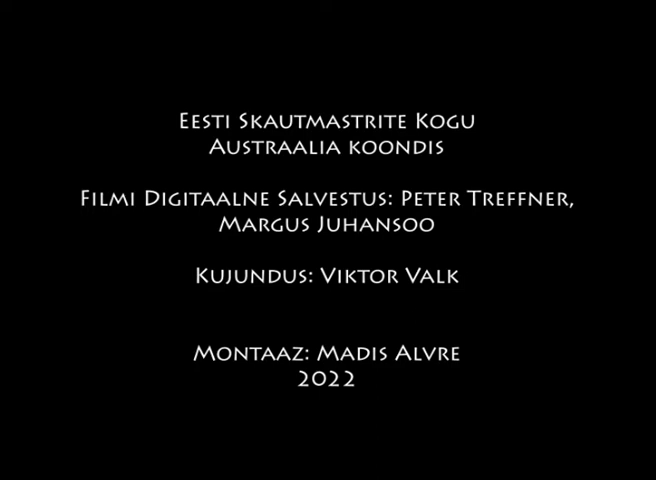 Eesti Skautmastrite Kogu
Austraalia koondis
Filmi Digitaalne Salvestus: Peter Treffner,
Margus Juhansoo
Kujundus: Viktor Valk
Montaaz: Madis Alvre
2022